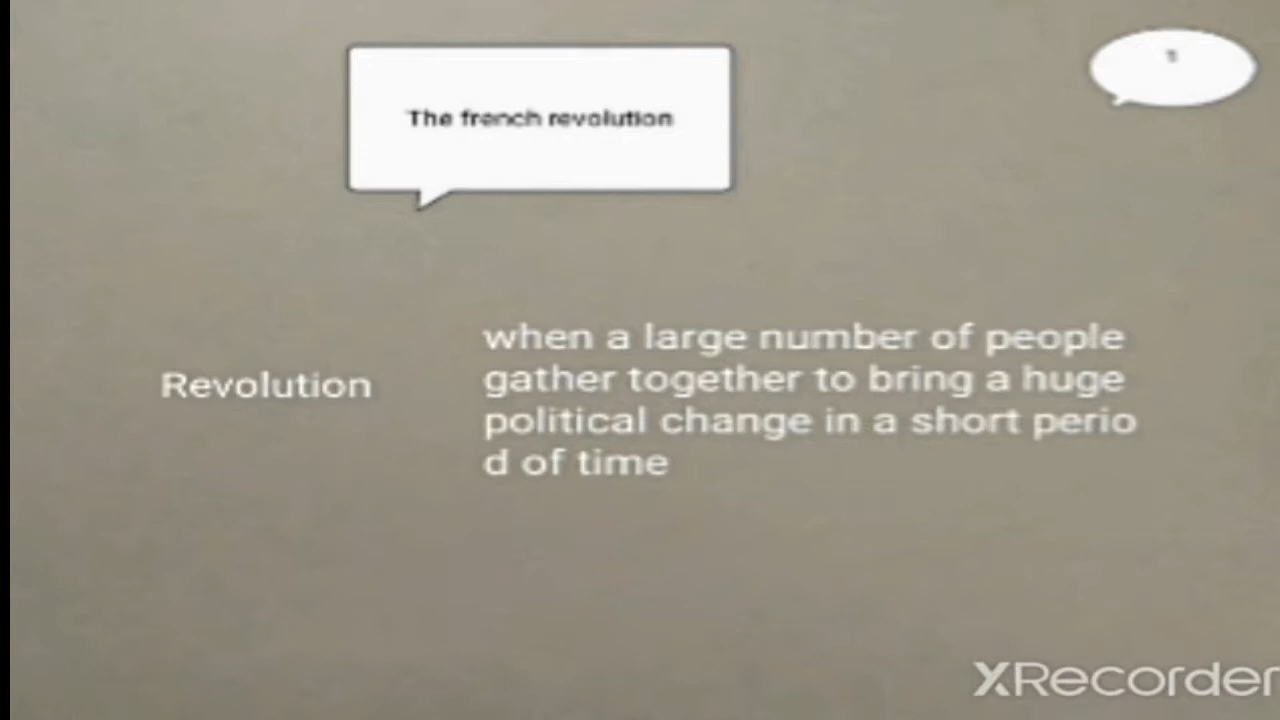 The french revolution
1
Revolution
when a large number of people
gather together to bring a huge
political change in a short perio
d of time
XRecorder